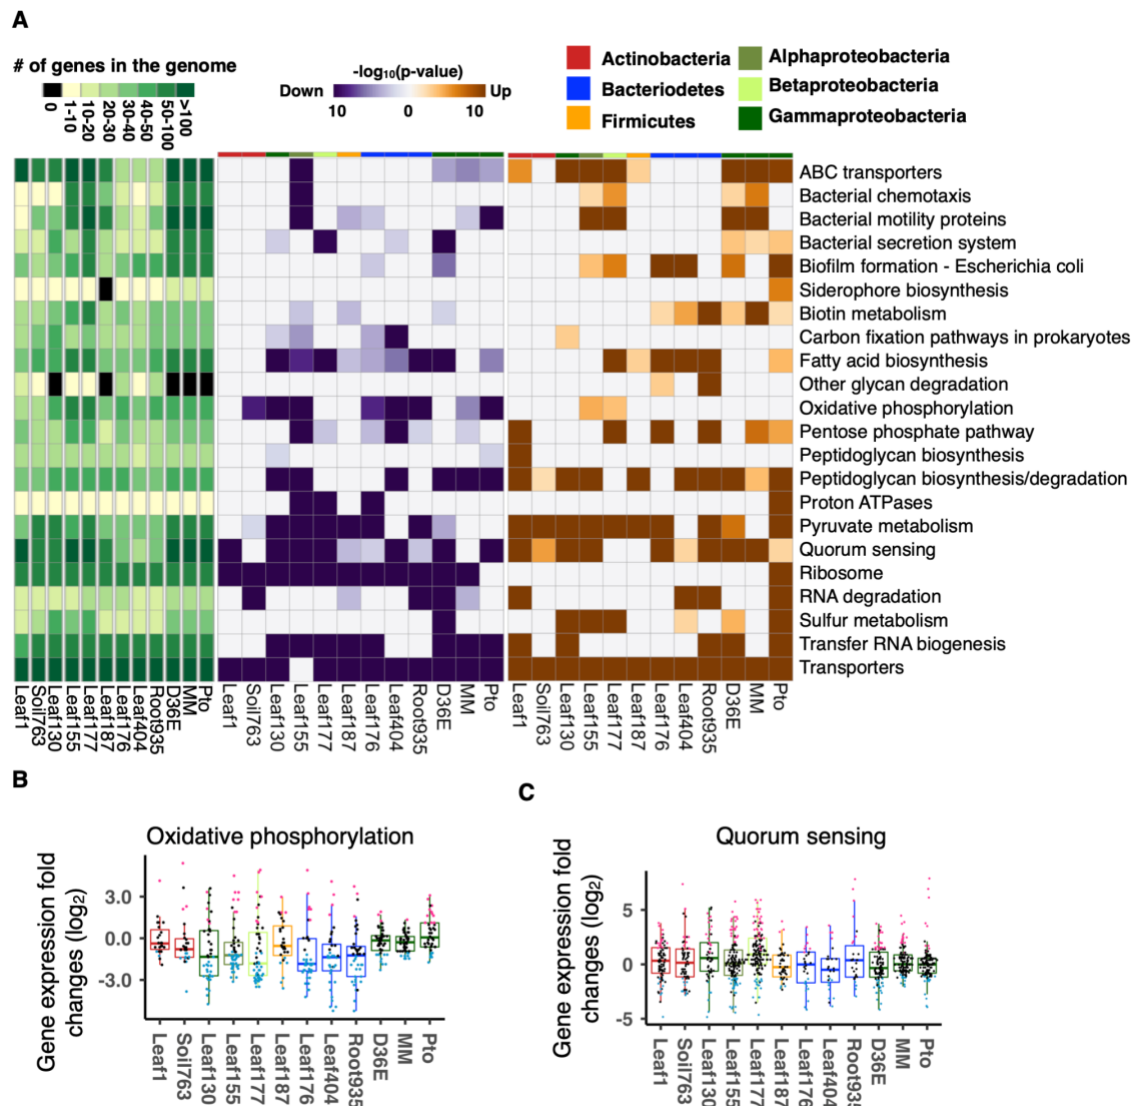 A
# of genes in the genome
0
1-10
10-20
20-30
30-40
40-50
50-100
>100
-log₁₀(p-value)
Down
Up
10
0
10
Actinobacteria
Bacteriodetes
Firmicutes
Alphaproteobacteria
Betaproteobacteria
Gammaproteobacteria
ABC transporters
Bacterial chemotaxis
Bacterial motility proteins
Bacterial secretion system
Biofilm formation - Escherichia coli
Siderophore biosynthesis
Biotin metabolism
Carbon fixation pathways in prokaryotes
Fatty acid biosynthesis
Other glycan degradation
Oxidative phosphorylation
Pentose phosphate pathway
Peptidoglycan biosynthesis
Peptidoglycan biosynthesis/degradation
Proton ATPases
Pyruvate metabolism
Quorum sensing
Ribosome
RNA degradation
Sulfur metabolism
Transfer RNA biogenesis
Transporters
Leaf1
Soil763
Leaf130
Leaf155
Leaf177
Leaf187
Leaf176
Leaf404
Root935
D36E
MM
Pto
Leaf1
Soil763
Leaf130
Leaf155
Leaf177
Leaf187
Leaf176
Leaf404
Root935
D36E
MM
Pto
Leaf1
Soil763
Leaf130
Leaf155
Leaf177
Leaf187
Leaf176
Leaf404
Root935
D36E
MM
Pto
B
Oxidative phosphorylation
Gene expression fold
changes (log₂)
3.0
0.0
-3.0
Leaf1
Soil763
Leaf130
Leaf155
Leaf177
Leaf187
Leaf176
Leaf404
Root935
D36E
MM
Pto
C
Quorum sensing
Gene expression fold
changes (log₂)
5
0
-5
Leaf1
Soil763
Leaf130
Leaf155
Leaf177
Leaf187
Leaf176
Leaf404
Root935
D36E
MM
Pto